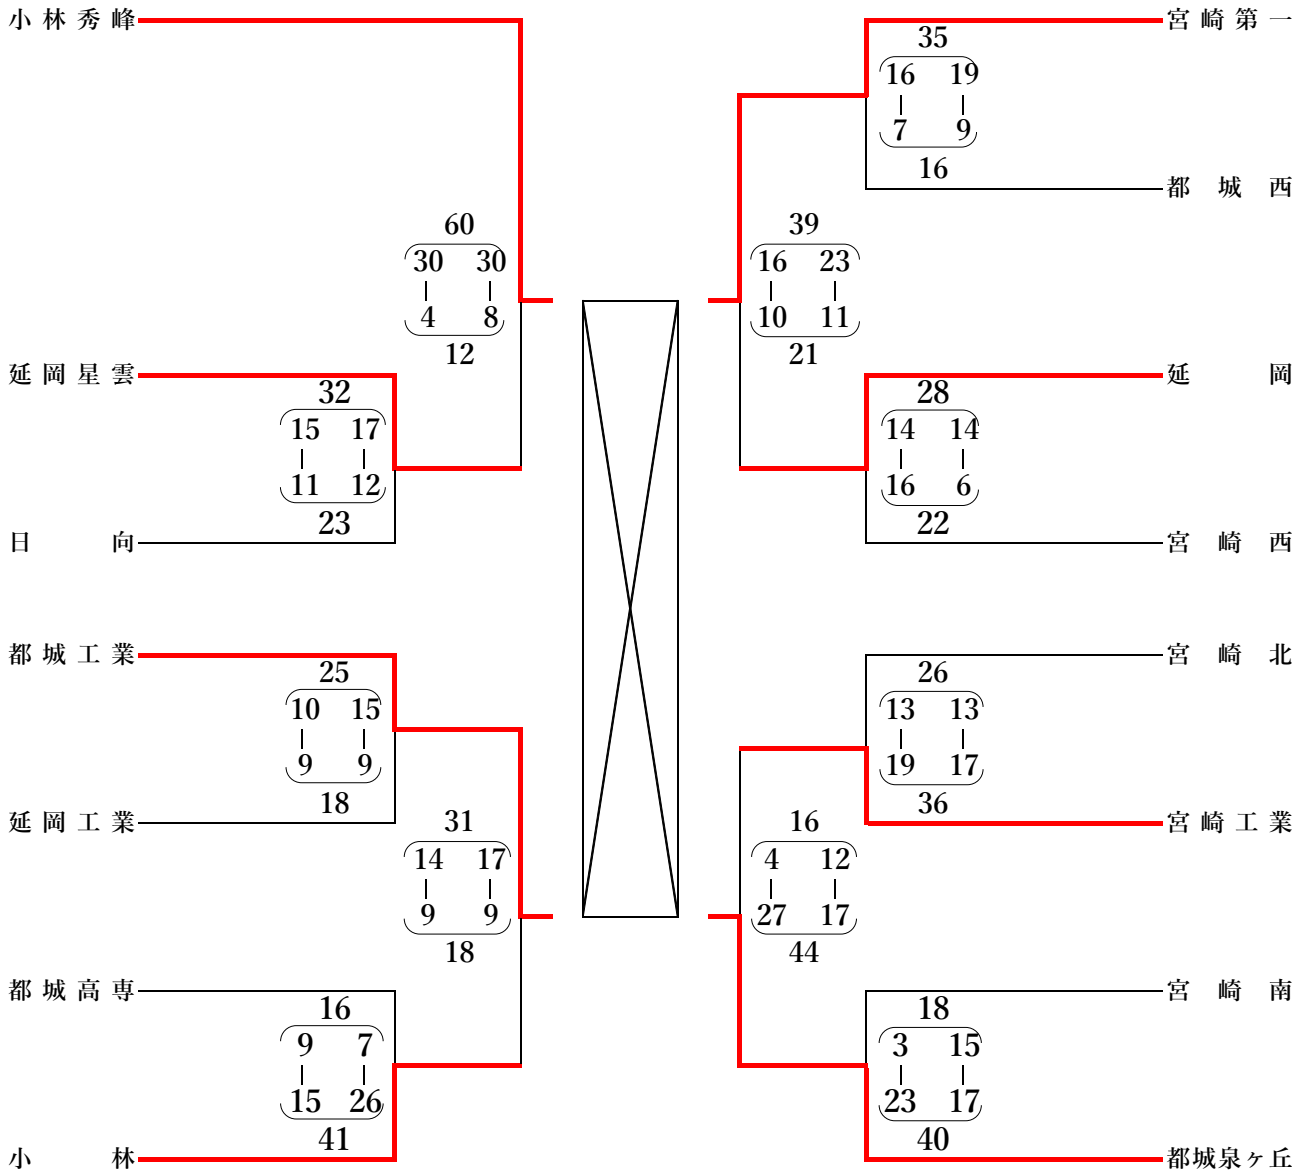 小林秀峰
宮崎第一
35
16 19
7 9
16
都城西
60
30 30
4 8
12
39
16 23
10 11
21
延岡星雲
延岡
32
15 17
11 12
23
28
14 14
16 6
22
日向
宮崎西
都城工業
宮崎北
25
10 15
9 9
18
26
13 13
19 17
36
延岡工業
宮崎工業
31
14 17
9 9
18
16
4 12
27 17
44
都城高専
宮崎南
16
9 7
15 26
41
18
3 15
23 17
40
小林
都城泉ヶ丘